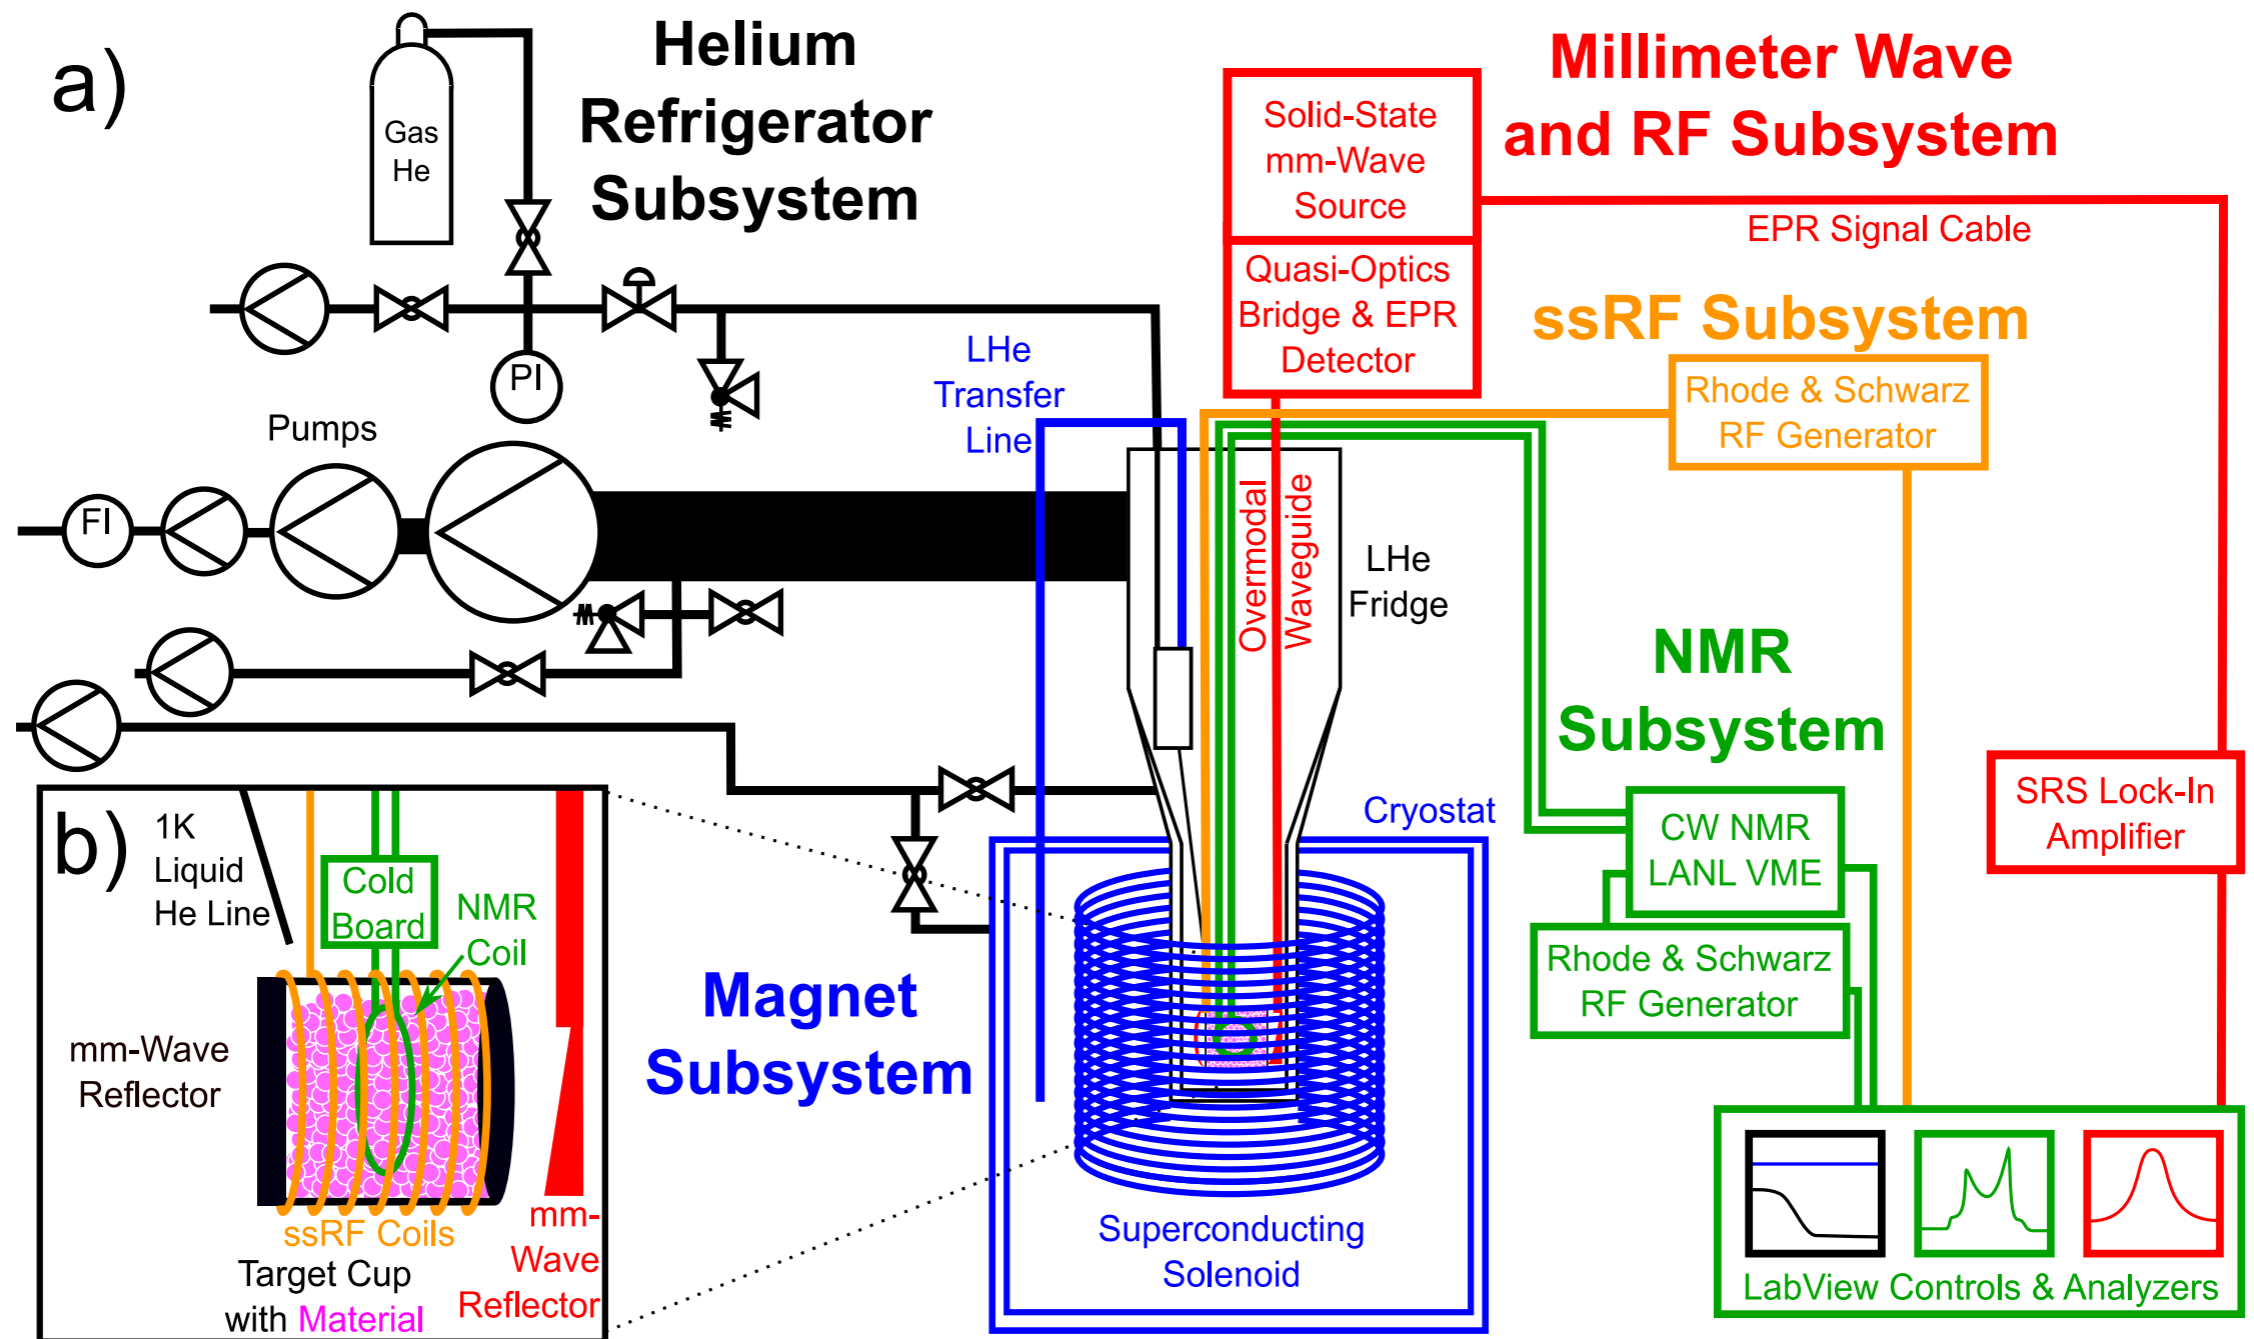 a)
Helium
Refrigerator
Subsystem
Gas
He
PI
Pumps
FI
LHe
Transfer
Line
Millimeter Wave
and RF Subsystem
Solid-State
mm-Wave
Source
EPR Signal Cable
Quasi-Optics
Bridge & EPR
Detector
ssRF Subsystem
Rhode & Schwarz
RF Generator
Overmodal
Waveguide
LHe
Fridge
NMR
Subsystem
CW NMR
LANL VME
Rhode & Schwarz
RF Generator
SRS Lock-In
Amplifier
Cryostat
Magnet
Subsystem
Superconducting
Solenoid
LabView Controls & Analyzers
b)
1K
Liquid
He Line
Cold
Board
NMR
Coil
mm-Wave
Reflector
ssRF Coils
Target Cup
with Material
mm-
Wave
Reflector